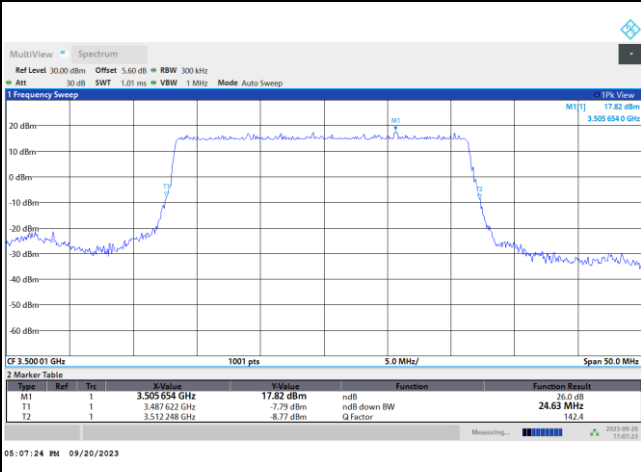 MultiView Spectrum
Ref Level 30.00 dBm Offset 5.60 dB RBW 300 kHz
Att 30 dB SWT 1.01 ms VBW 1 MHz Mode Auto Sweep
1 Frequency Sweep 1Pk View
M1[1] 17.82 dBm
3.505 654 0 GHz
M1
20 dBm
10 dBm
0 dBm
T1 T2
-10 dBm
-20 dBm
-30 dBm
-40 dBm
-50 dBm
-60 dBm
CF 3.500 01 GHz 1001 pts 5.0 MHz/ Span 50.0 MHz
2 Marker Table
Type Ref Trc X-Value Y-Value Function Function Result
M1 1 3.505 654 GHz 17.82 dBm ndB 26.0 dB
T1 1 3.487 622 GHz -7.79 dBm ndB down BW 24.63 MHz
T2 1 3.512 248 GHz -8.77 dBm Q Factor 142.4
Measuring... 2023-09-20
17:07:23
05:07:24 PM 09/20/2023